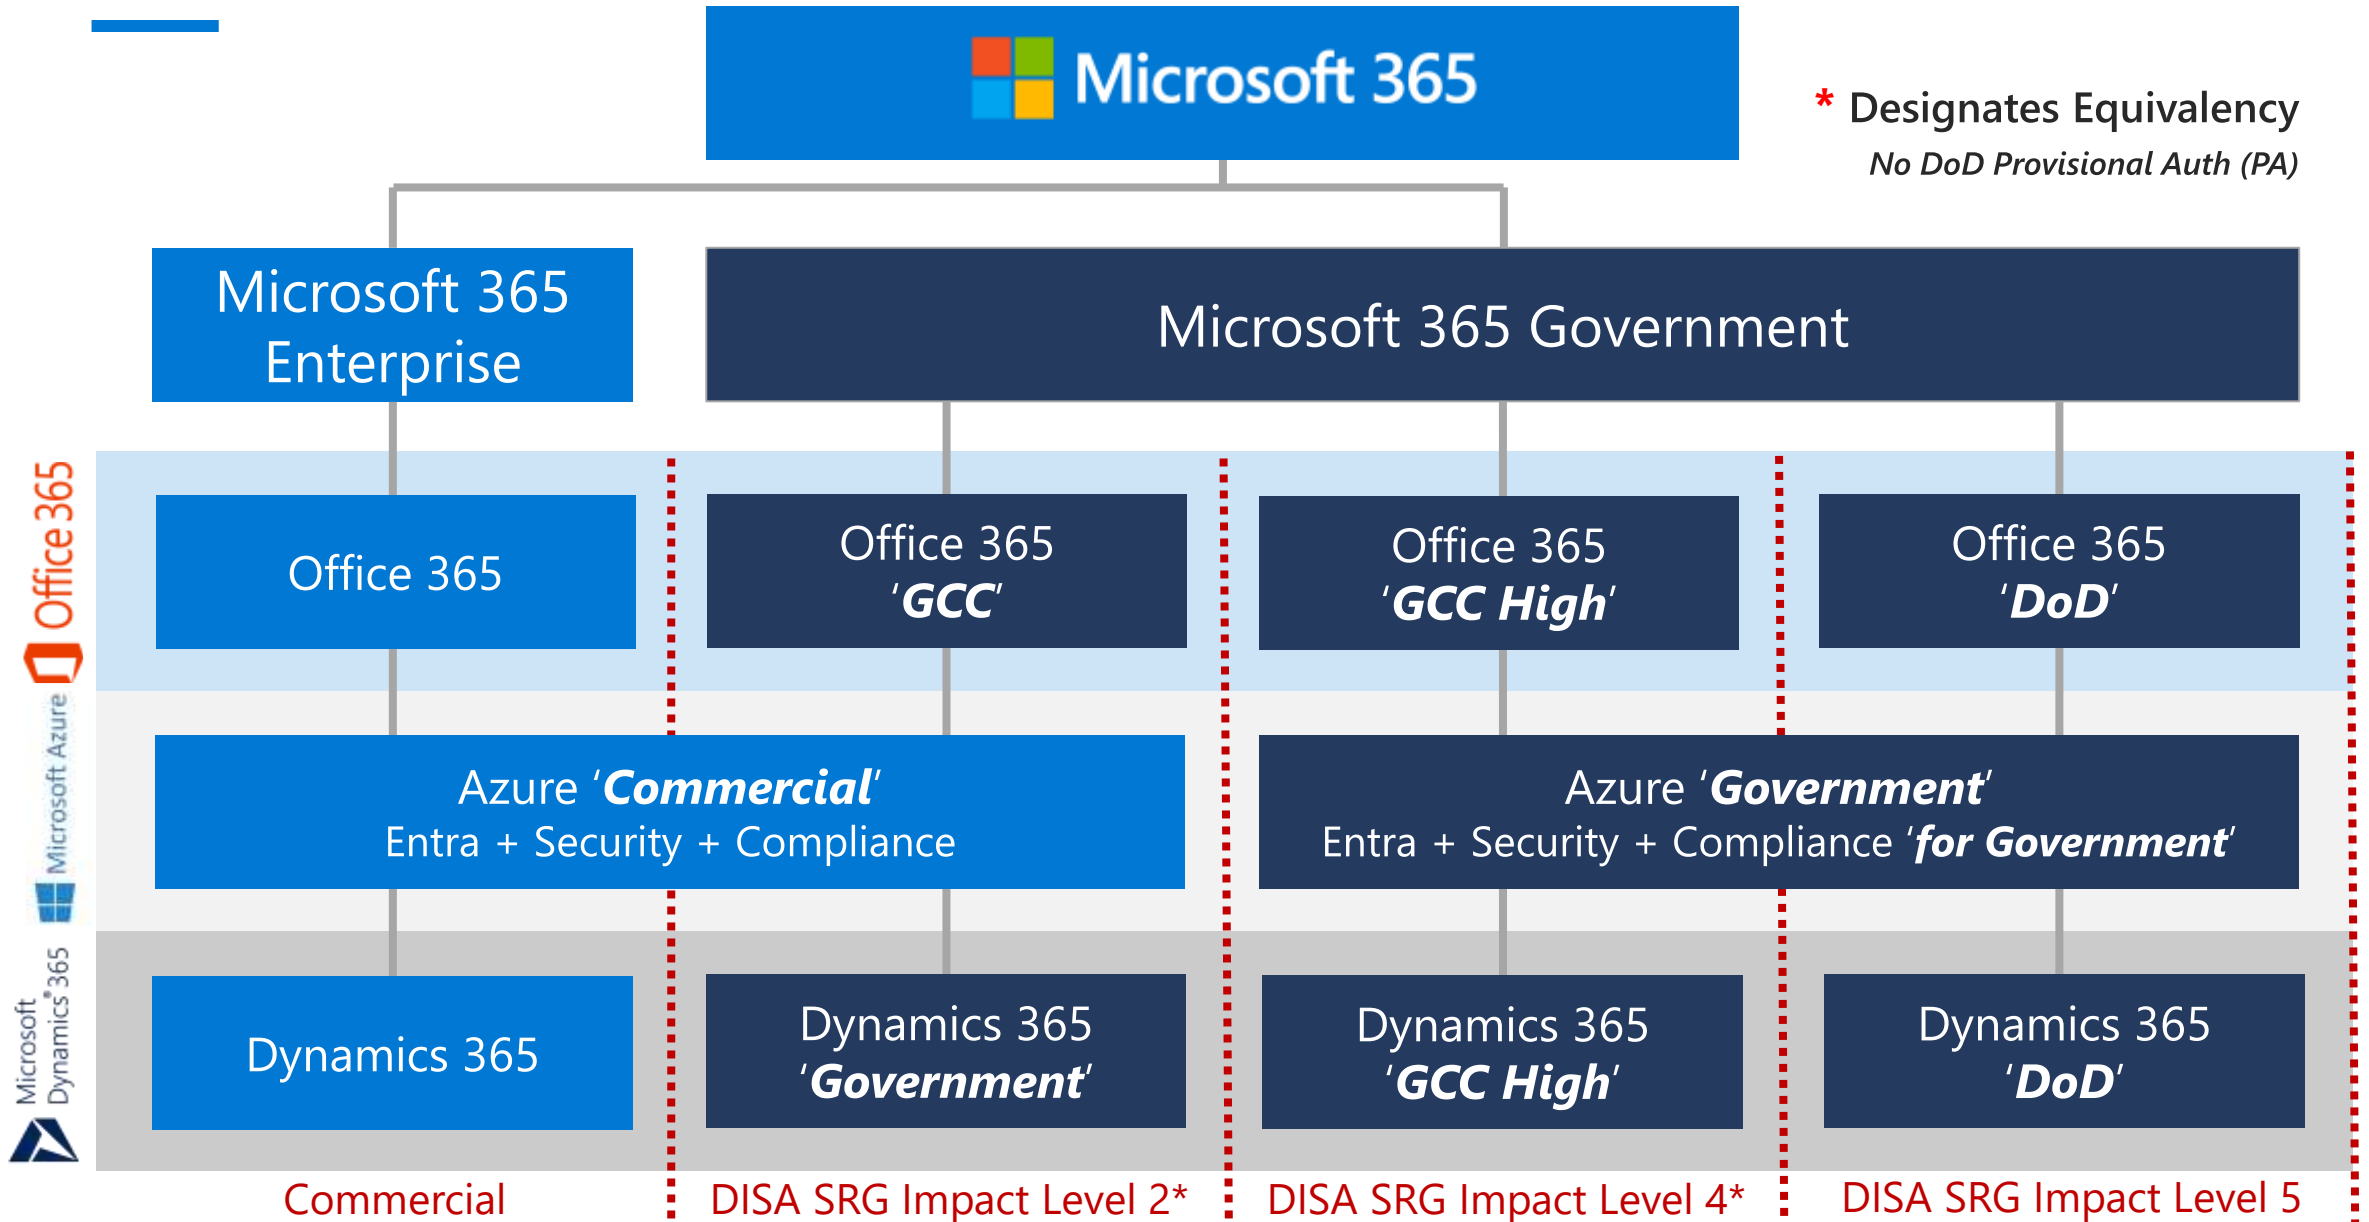 Microsoft 365
* Designates Equivalency
No DoD Provisional Auth (PA)
Microsoft 365
Enterprise
Microsoft 365 Government
Office 365
Office 365
Office 365
‘GCC’
Office 365
‘GCC High’
Office 365
‘DoD’
Microsoft Azure
Azure ‘Commercial’
Entra + Security + Compliance
Azure ‘Government’
Entra + Security + Compliance ‘for Government’
Microsoft
Dynamics® 365
Dynamics 365
Dynamics 365
‘Government’
Dynamics 365
‘GCC High’
Dynamics 365
‘DoD’
Commercial
DISA SRG Impact Level 2*
DISA SRG Impact Level 4*
DISA SRG Impact Level 5